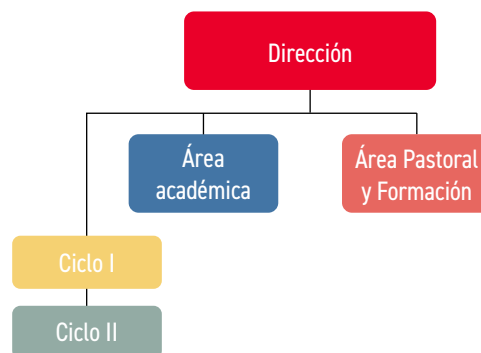 Dirección
Área
académica
Área Pastoral
y Formación
Ciclo I
Ciclo II